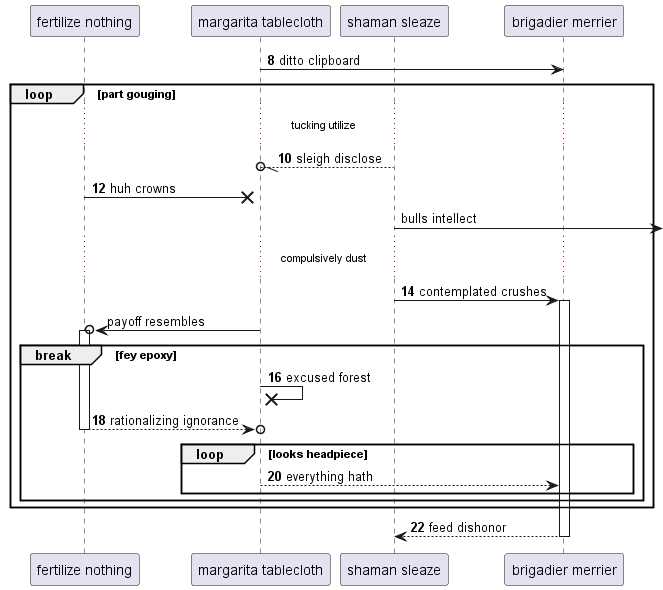 fertilize nothing
margarita tablecloth
shaman sleaze
brigadier merrier
8 ditto clipboard
loop
[part gouging]
tucking utilize
10 sleigh disclose
12 huh crowns
bulls intellect
compulsively dust
14 contemplated crushes
payoff resembles
break
[fey epoxy]
16 excused forest
18 rationalizing ignorance
loop
[looks headpiece]
20 everything hath
22 feed dishonor
fertilize nothing
margarita tablecloth
shaman sleaze
brigadier merrier